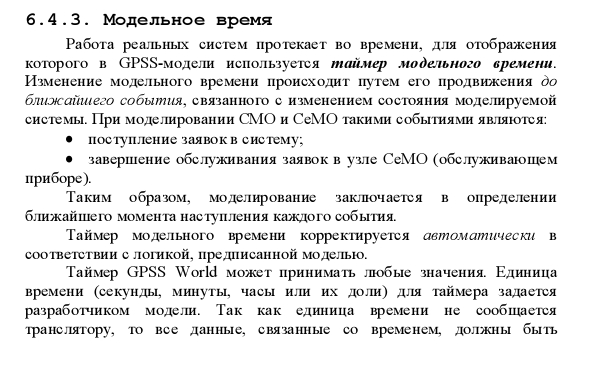 6.4.3. Модельное время
Работа реальных систем протекает во времени, для отображения
которого в GPSS-модели используется таймер модельного времени.
Изменение модельного времени происходит путем его продвижения до
ближайшего события, связанного с изменением состояния моделируемой
системы. При моделировании СМО и СеМО такими событиями являются:
• поступление заявок в систему;
• завершение обслуживания заявок в узле СеМО (обслуживающем
приборе).
Таким образом, моделирование заключается в определении
ближайшего момента наступления каждого события.
Таймер модельного времени корректируется автоматически в
соответствии с логикой, предписанной моделью.
Таймер GPSS World может принимать любые значения. Единица
времени (секунды, минуты, часы или их доли) для таймера задается
разработчиком модели. Так как единица времени не сообщается
транслятору, то все данные, связанные со временем, должны быть